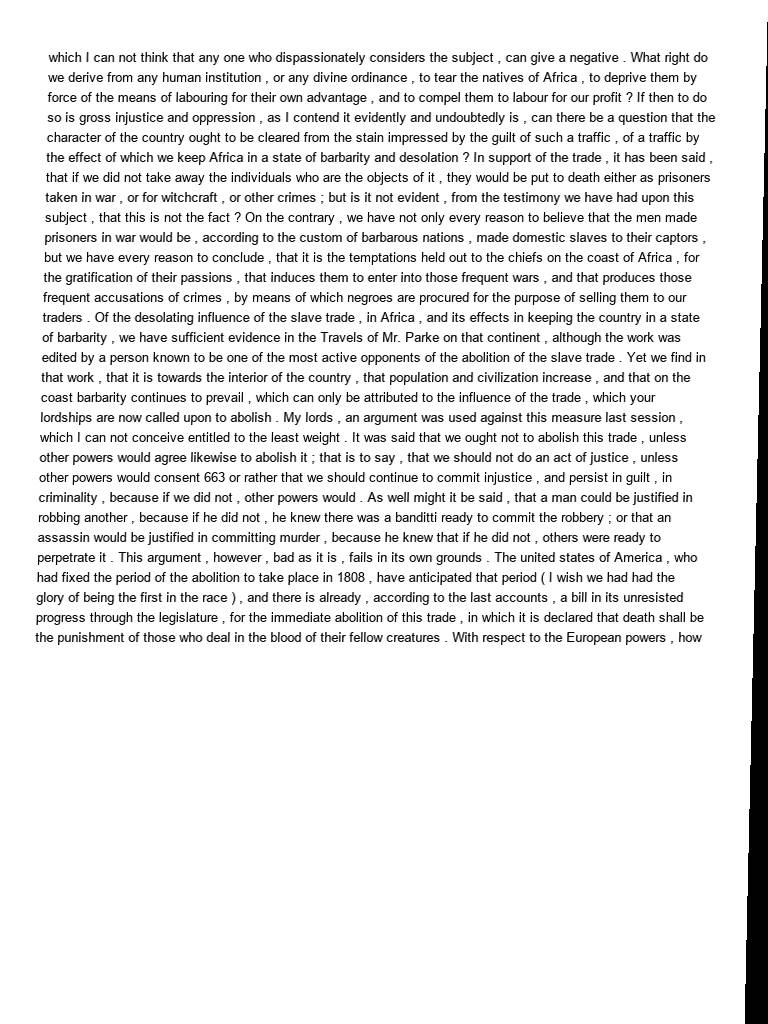 which I can not think that any one who dispassionately considers the subject , can give a negative . What right do
we derive from any human institution , or any divine ordinance , to tear the natives of Africa , to deprive them by
force of the means of labouring for their own advantage , and to compel them to labour for our profit ? If then to do
so is gross injustice and oppression , as I contend it evidently and undoubtedly is , can there be a question that the
character of the country ought to be cleared from the stain impressed by the guilt of such a traffic , of a traffic by
the effect of which we keep Africa in a state of barbarity and desolation ? In support of the trade , it has been said ,
that if we did not take away the individuals who are the objects of it , they would be put to death either as prisoners
taken in war , or for witchcraft , or other crimes ; but is it not evident , from the testimony we have had upon this
subject , that this is not the fact ? On the contrary , we have not only every reason to believe that the men made
prisoners in war would be , according to the custom of barbarous nations , made domestic slaves to their captors ,
but we have every reason to conclude , that it is the temptations held out to the chiefs on the coast of Africa , for
the gratification of their passions , that induces them to enter into those frequent wars , and that produces those
frequent accusations of crimes , by means of which negroes are procured for the purpose of selling them to our
traders . Of the desolating influence of the slave trade , in Africa , and its effects in keeping the country in a state
of barbarity , we have sufficient evidence in the Travels of Mr. Parke on that continent , although the work was
edited by a person known to be one of the most active opponents of the abolition of the slave trade . Yet we find in
that work , that it is towards the interior of the country , that population and civilization increase , and that on the
coast barbarity continues to prevail , which can only be attributed to the influence of the trade , which your
lordships are now called upon to abolish . My lords , an argument was used against this measure last session ,
which I can not conceive entitled to the least weight . It was said that we ought not to abolish this trade , unless
other powers would agree likewise to abolish it ; that is to say , that we should not do an act of justice , unless
other powers would consent 663 or rather that we should continue to commit injustice , and persist in guilt , in
criminality , because if we did not , other powers would . As well might it be said , that a man could be justified in
robbing another , because if he did not , he knew there was a banditti ready to commit the robbery ; or that an
assassin would be justified in committing murder , because he knew that if he did not , others were ready to
perpetrate it . This argument , however , bad as it is , fails in its own grounds . The united states of America , who
had fixed the period of the abolition to take place in 1808 , have anticipated that period ( I wish we had had the
glory of being the first in the race ) , and there is already , according to the last accounts , a bill in its unresisted
progress through the legislature , for the immediate abolition of this trade , in which it is declared that death shall be
the punishment of those who deal in the blood of their fellow creatures . With respect to the European powers , how